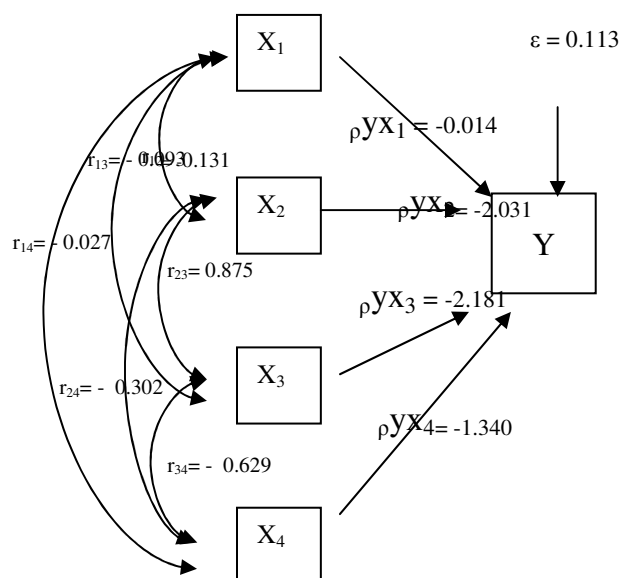 X₁
ε = 0.113
ρyx₁ = -0.014
r₁₃= - 0.093
0.131
X₂
ρyx₂= -2.031
Y
r₁₄= - 0.027
r₂₃= 0.875
ρyx₃ = -2.181
X₃
r₂₄= - 0.302
ρyx₄= -1.340
r₃₄= - 0.629
X₄